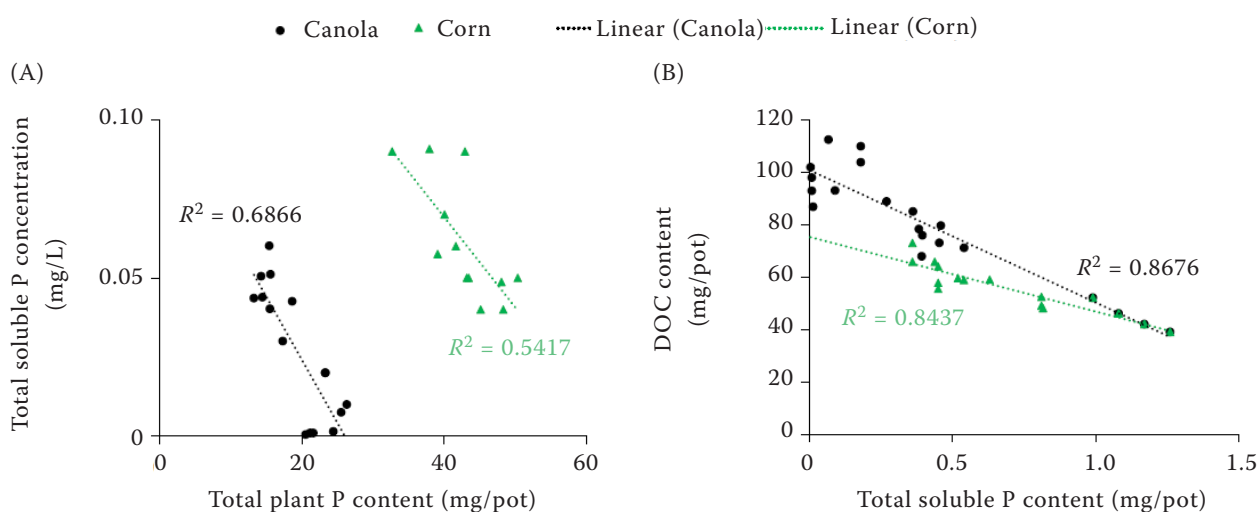 Canola Corn Linear (Canola) Linear (Corn)
(A)
Total soluble P concentration
(mg/L)
0.10
0.05
0
R² = 0.6866
R² = 0.5417
0 20 40 60
Total plant P content (mg/pot)
(B)
DOC content
(mg/pot)
120
100
80
60
40
20
0
R² = 0.8676
R² = 0.8437
0 0.5 1.0 1.5
Total soluble P content (mg/pot)